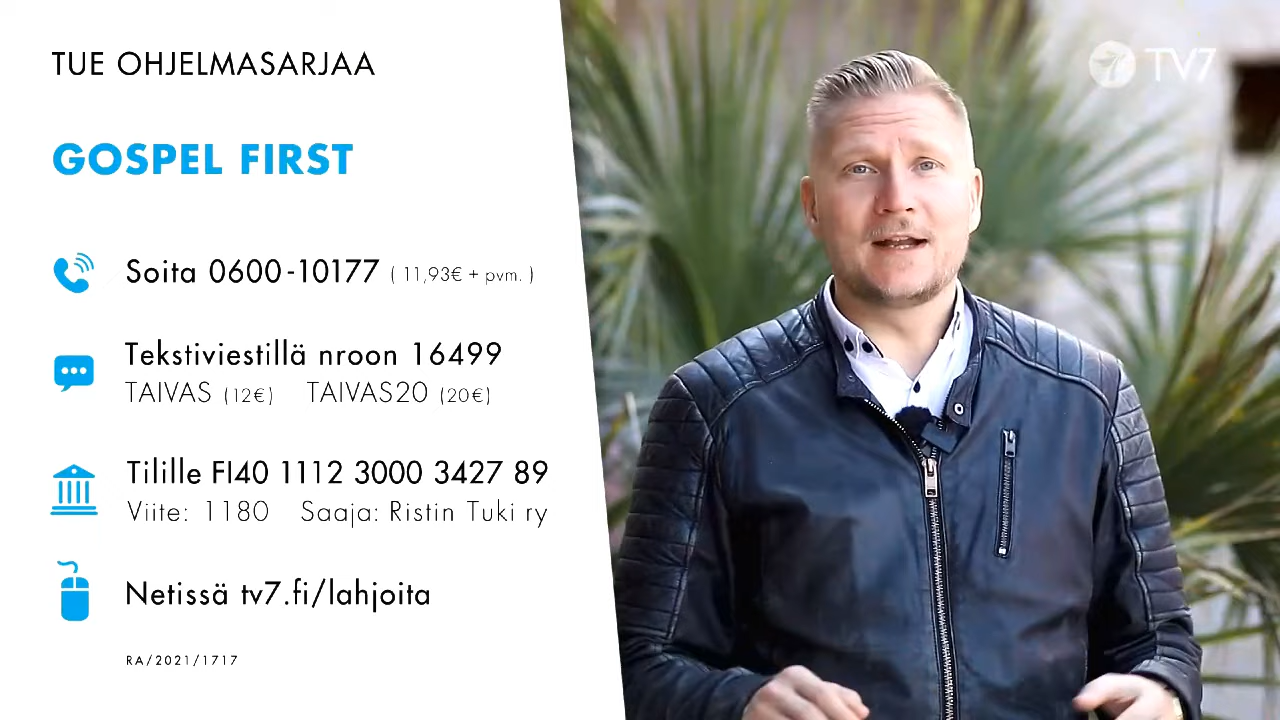 TUE OHJELMASARJAA
GOSPEL FIRST
Soita 0600-10177 ( 11,93€ + pvm. )
Tekstiviestillä nroon 16499
TAIVAS (12€) TAIVAS20 (20€)
Tilille FI40 1112 3000 3427 89
Viite: 1180 Saaja: Ristin Tuki ry
Netissä tv7.fi/lahjoita
RA/2021/1717
TV7